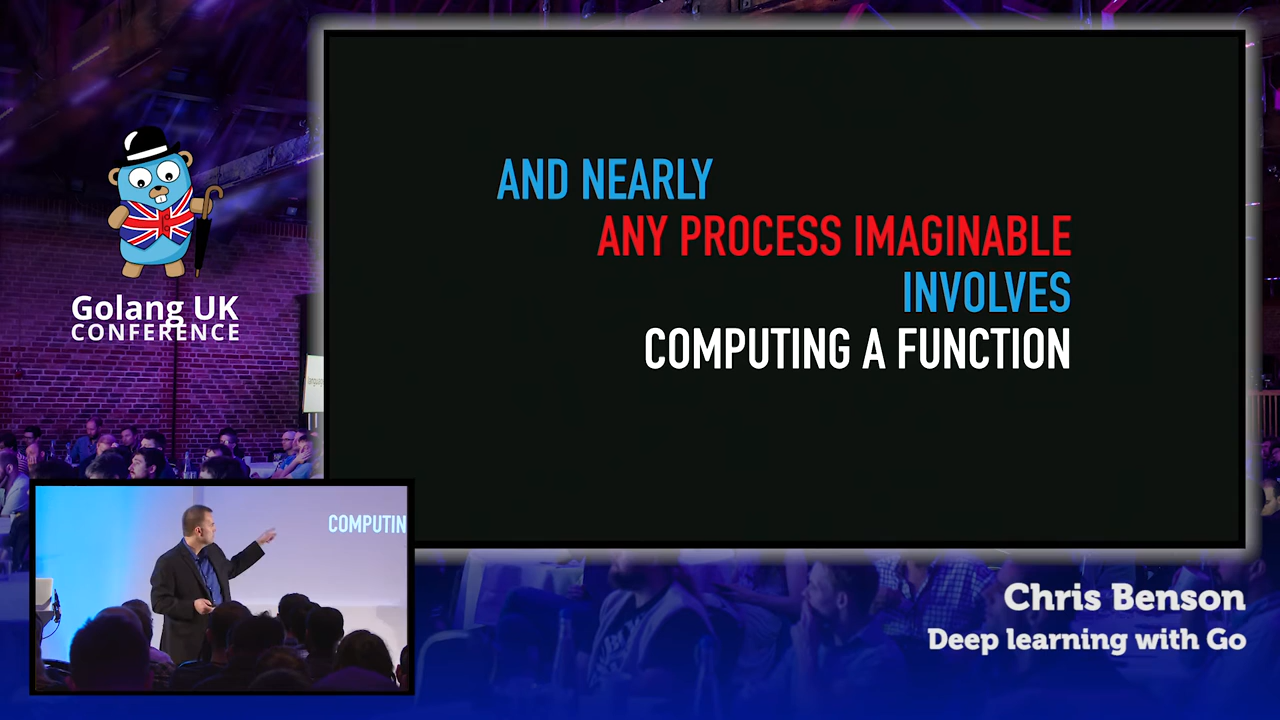 Golang UK
CONFERENCE
AND NEARLY
ANY PROCESS IMAGINABLE
INVOLVES
COMPUTING A FUNCTION
COMPUTIN
Chris Benson
Deep learning with Go